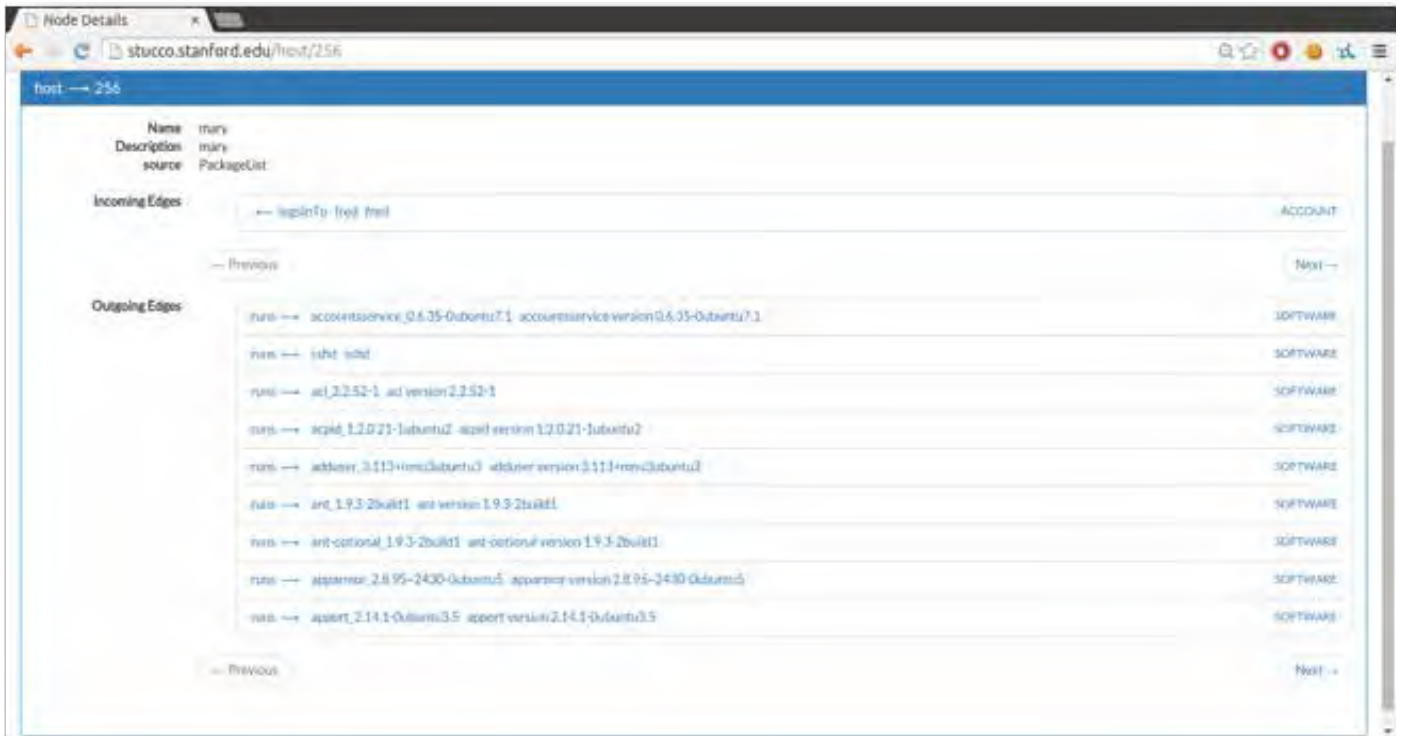 Node Details
stucco.stanford.edu/host/256
host → 256
Name mary
Description mary
source PackageList
Incoming Edges
← logsInTo fred fred ACCOUNT
← Previous Next →
Outgoing Edges
runs → accountsservice_0.6.35-0ubuntu7.1 accountsservice version 0.6.35-0ubuntu7.1 SOFTWARE
runs → sshd sshd SOFTWARE
runs → acl_2.2.52-1 acl version 2.2.52-1 SOFTWARE
runs → acpid_1:2.0.21-1ubuntu2 acpid version 1:2.0.21-1ubuntu2 SOFTWARE
runs → adduser_3.113+nmu3ubuntu3 adduser version 3.113+nmu3ubuntu3 SOFTWARE
runs → ant_1.9.3-2build1 ant version 1.9.3-2build1 SOFTWARE
runs → ant-optional_1.9.3-2build1 ant-optional version 1.9.3-2build1 SOFTWARE
runs → apparmor_2.8.95~2430-0ubuntu5 apparmor version 2.8.95~2430-0ubuntu5 SOFTWARE
runs → apport_2.14.1-0ubuntu3.5 apport version 2.14.1-0ubuntu3.5 SOFTWARE
← Previous Next →